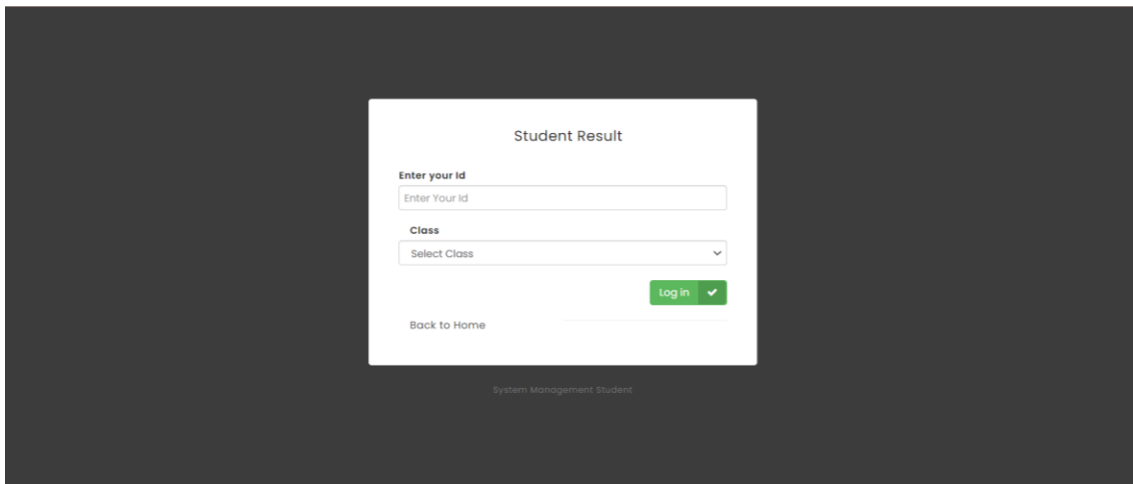 Student Result
Enter your Id
Enter Your Id
Class
Select Class
Log in
Back to Home
System Management Student